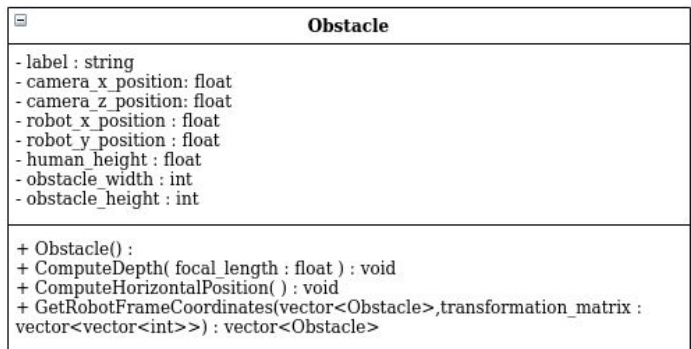 Obstacle
- label : string
- camera_x_position: float
- camera_z_position: float
- robot_x_position : float
- robot_y_position : float
- human_height : float
- obstacle_width : int
- obstacle_height : int
+ Obstacle() :
+ ComputeDepth( focal_length : float ) : void
+ ComputeHorizontalPosition( ) : void
+ GetRobotFrameCoordinates(vector<Obstacle>,transformation_matrix :
vector<vector<int>>) : vector<Obstacle>